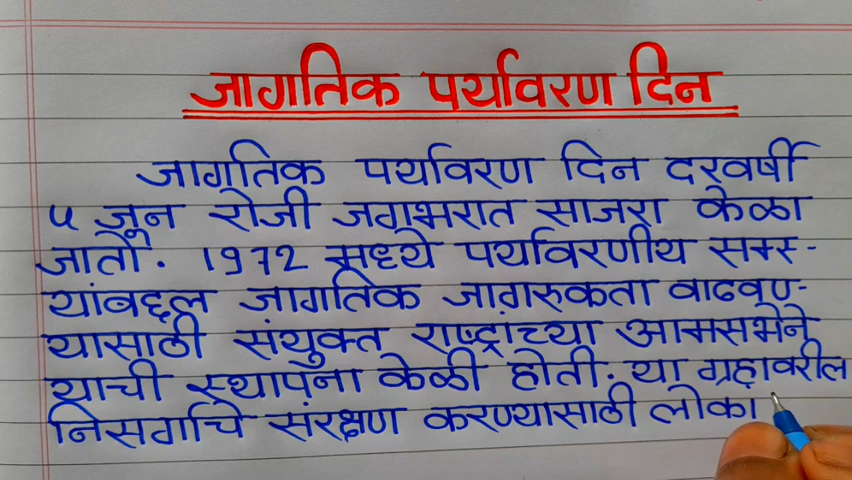 जागतिक पर्यावरण दिन
जागतिक पर्यावरण दिन दरवर्षी
५ जून रोजी जगभरात साजरा केला
जातो. 1972 मध्ये पर्यावरणीय समस्-
यांबद्दल जागतिक जागरुकता वाढवण्-
यासाठी संयुक्त राष्ट्रांच्या आमसभेने
याची स्थापना केली होती. या ग्रहावरील
निसर्गाचे संरक्षण करण्यासाठी लोका